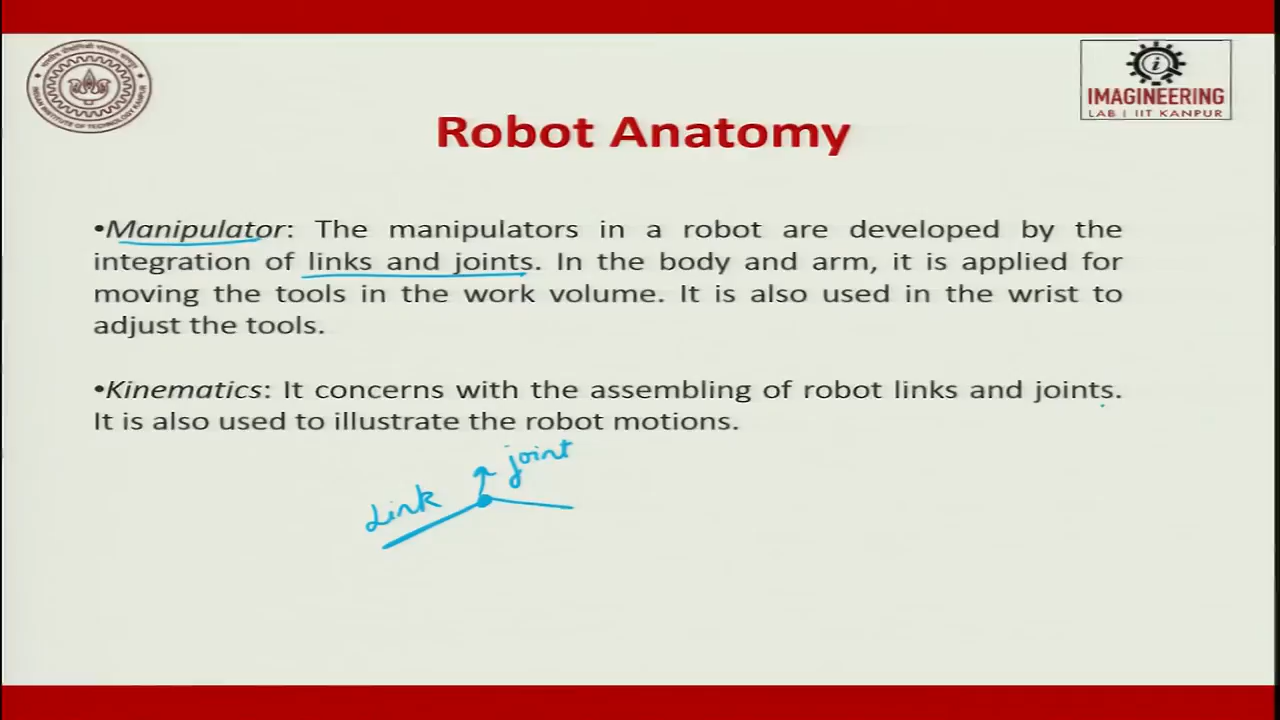 IMAGINEERING
LAB | IIT KANPUR
Robot Anatomy
•Manipulator: The manipulators in a robot are developed by the
integration of links and joints. In the body and arm, it is applied for
moving the tools in the work volume. It is also used in the wrist to
adjust the tools.
•Kinematics: It concerns with the assembling of robot links and joints.
It is also used to illustrate the robot motions.
joint
Link